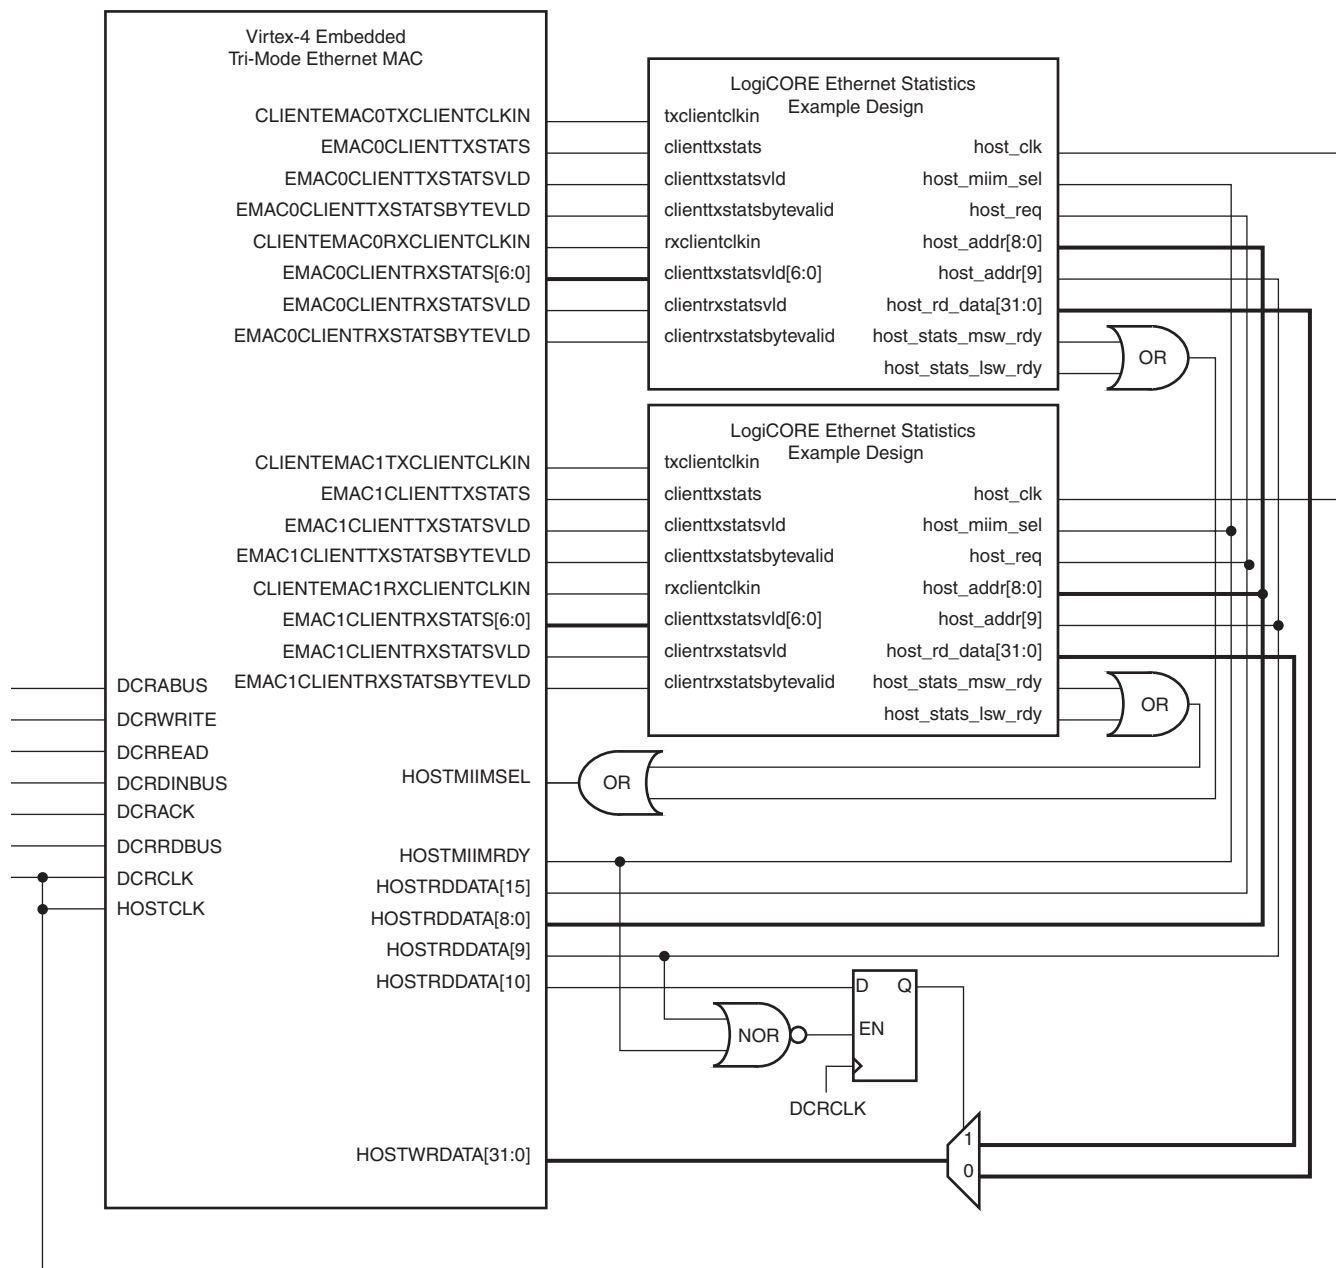 Virtex-4 Embedded
Tri-Mode Ethernet MAC
CLIENTEMAC0TXCLIENTCLKIN
EMAC0CLIENTTXSTATS
EMAC0CLIENTTXSTATSVLD
EMAC0CLIENTTXSTATSBYTEVLD
CLIENTEMAC0RXCLIENTCLKIN
EMAC0CLIENTRXSTATS[6:0]
EMAC0CLIENTRXSTATSVLD
EMAC0CLIENTRXSTATSBYTEVLD
LogiCORE Ethernet Statistics
Example Design
txclientclkin
clienttxstats
clienttxstatsvld
clienttxstatsbytevalid
rxclientclkin
clienttxstatsvld[6:0]
clientrxstatsvld
clientrxstatsbytevalid
host_clk
host_miim_sel
host_req
host_addr[8:0]
host_addr[9]
host_rd_data[31:0]
host_stats_msw_rdy
host_stats_lsw_rdy
OR
CLIENTEMAC1TXCLIENTCLKIN
EMAC1CLIENTTXSTATS
EMAC1CLIENTTXSTATSVLD
EMAC1CLIENTTXSTATSBYTEVLD
CLIENTEMAC1RXCLIENTCLKIN
EMAC1CLIENTRXSTATS[6:0]
EMAC1CLIENTRXSTATSVLD
EMAC1CLIENTRXSTATSBYTEVLD
LogiCORE Ethernet Statistics
Example Design
txclientclkin
clienttxstats
clienttxstatsvld
clienttxstatsbytevalid
rxclientclkin
clienttxstatsvld[6:0]
clientrxstatsvld
clientrxstatsbytevalid
host_clk
host_miim_sel
host_req
host_addr[8:0]
host_addr[9]
host_rd_data[31:0]
host_stats_msw_rdy
host_stats_lsw_rdy
OR
DCRABUS
DCRWRITE
DCRREAD
DCRDINBUS
DCRACK
DCRRDBUS
DCRCLK
HOSTCLK
HOSTMIIMSEL
OR
HOSTMIIMRDY
HOSTRDDATA[15]
HOSTRDDATA[8:0]
HOSTRDDATA[9]
HOSTRDDATA[10]
D Q
NOR
EN
DCRCLK
HOSTWRDATA[31:0]
1
0